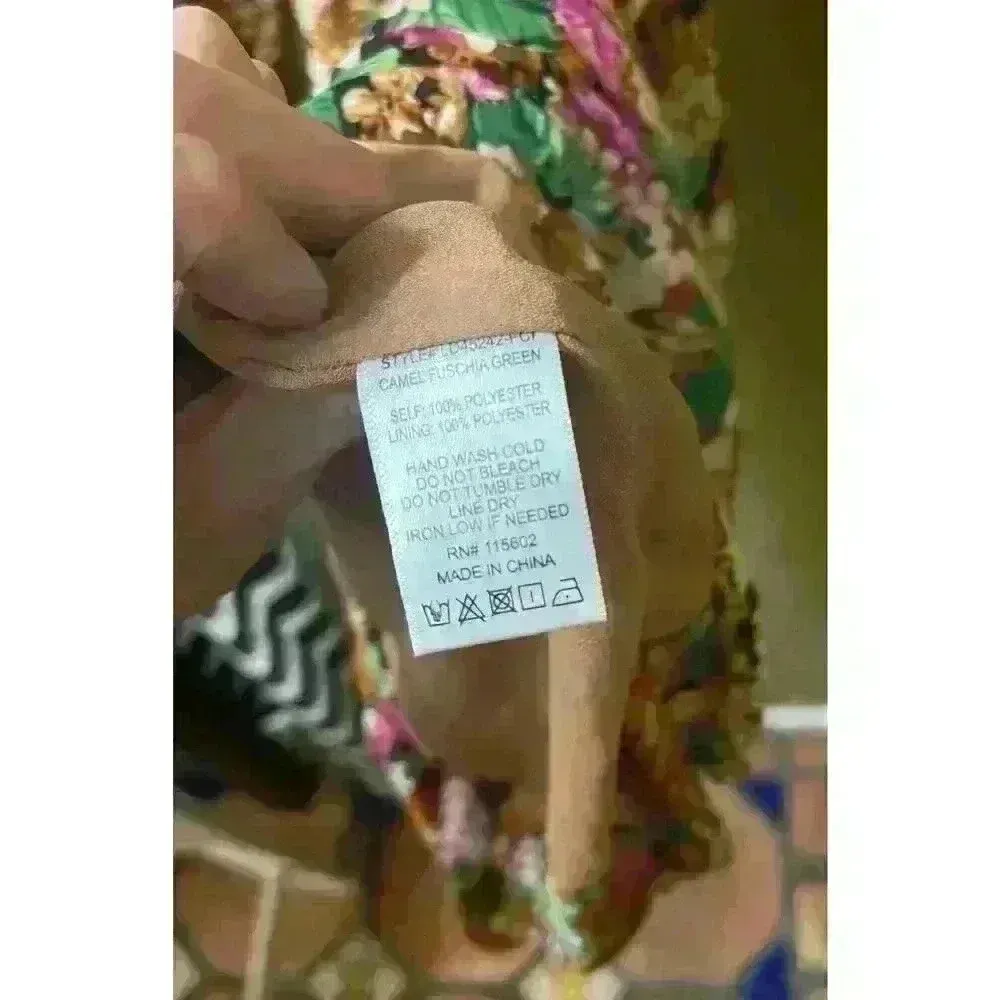 STYLE#
CAMEL FUSCHIA GREEN
SELF: 100% POLYESTER
LINING: 100% POLYESTER
HAND WASH COLD
DO NOT BLEACH
DO NOT TUMBLE DRY
LINE DRY
IRON LOW IF NEEDED
RN# 115602
MADE IN CHINA